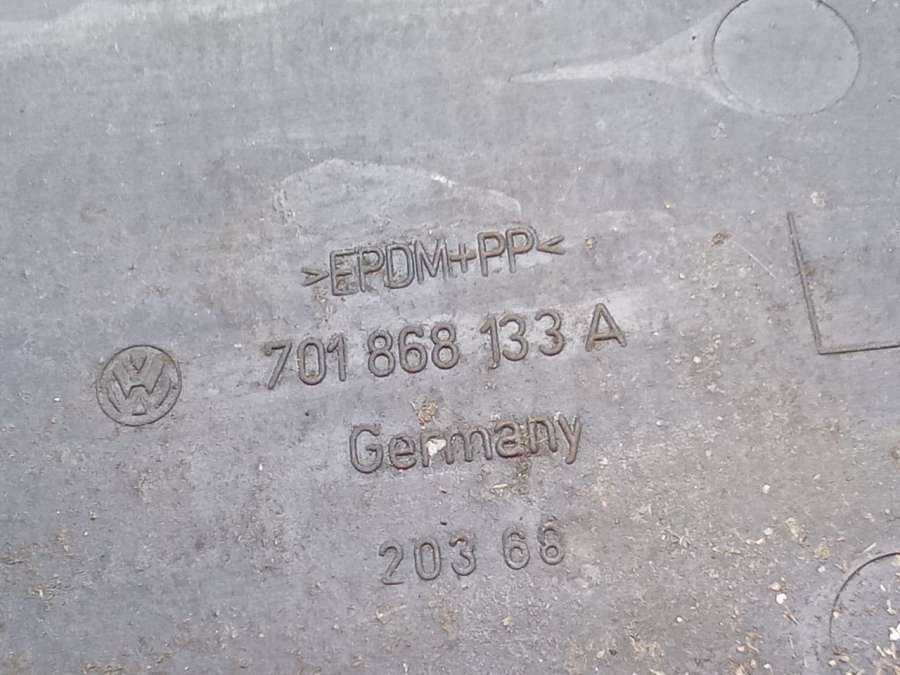 >EPDM+PP<
701 868 133 A
Germany
203 68